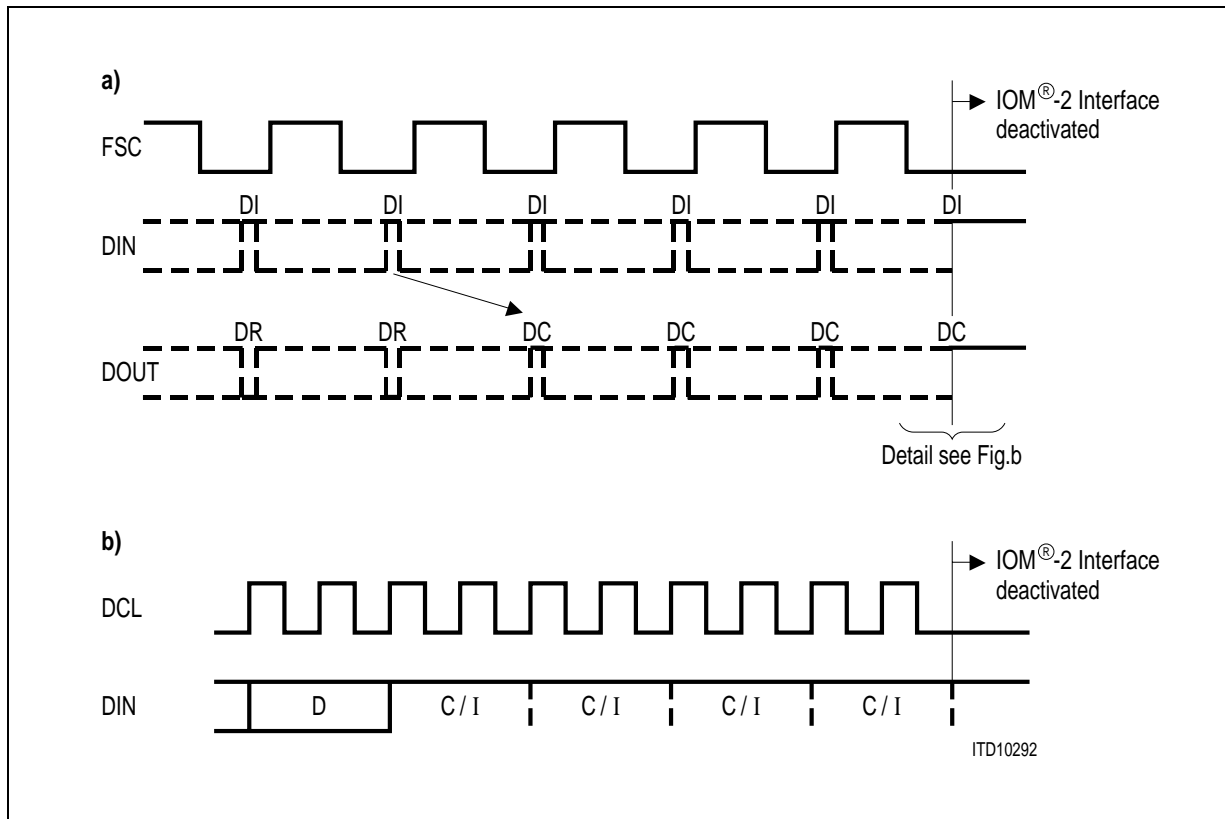 a)
IOM®-2 Interface
deactivated
FSC
DI DI DI DI DI DI
DIN
DR DR DC DC DC DC
DOUT
Detail see Fig.b
b)
IOM®-2 Interface
deactivated
DCL
DIN D C / I C / I C / I C / I
ITD10292